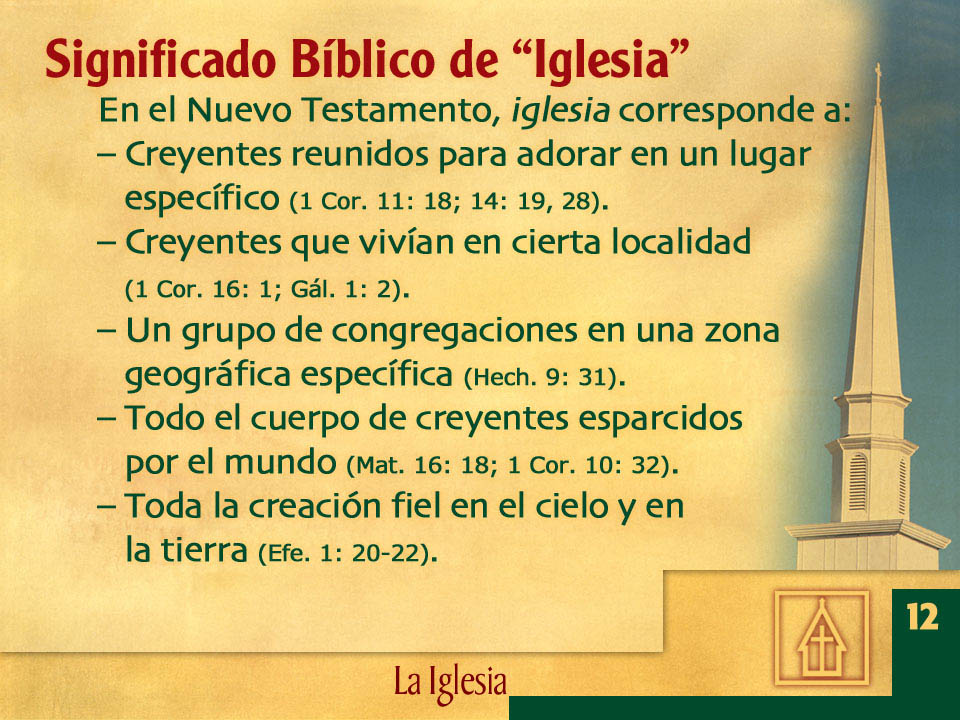 Significado Bíblico de “Iglesia”
En el Nuevo Testamento, iglesia corresponde a:
– Creyentes reunidos para adorar en un lugar
específico (1 Cor. 11: 18; 14: 19, 28).
– Creyentes que vivían en cierta localidad
(1 Cor. 16: 1; Gál. 1: 2).
– Un grupo de congregaciones en una zona
geográfica específica (Hech. 9: 31).
– Todo el cuerpo de creyentes esparcidos
por el mundo (Mat. 16: 18; 1 Cor. 10: 32).
– Toda la creación fiel en el cielo y en
la tierra (Efe. 1: 20-22).
12
La Iglesia